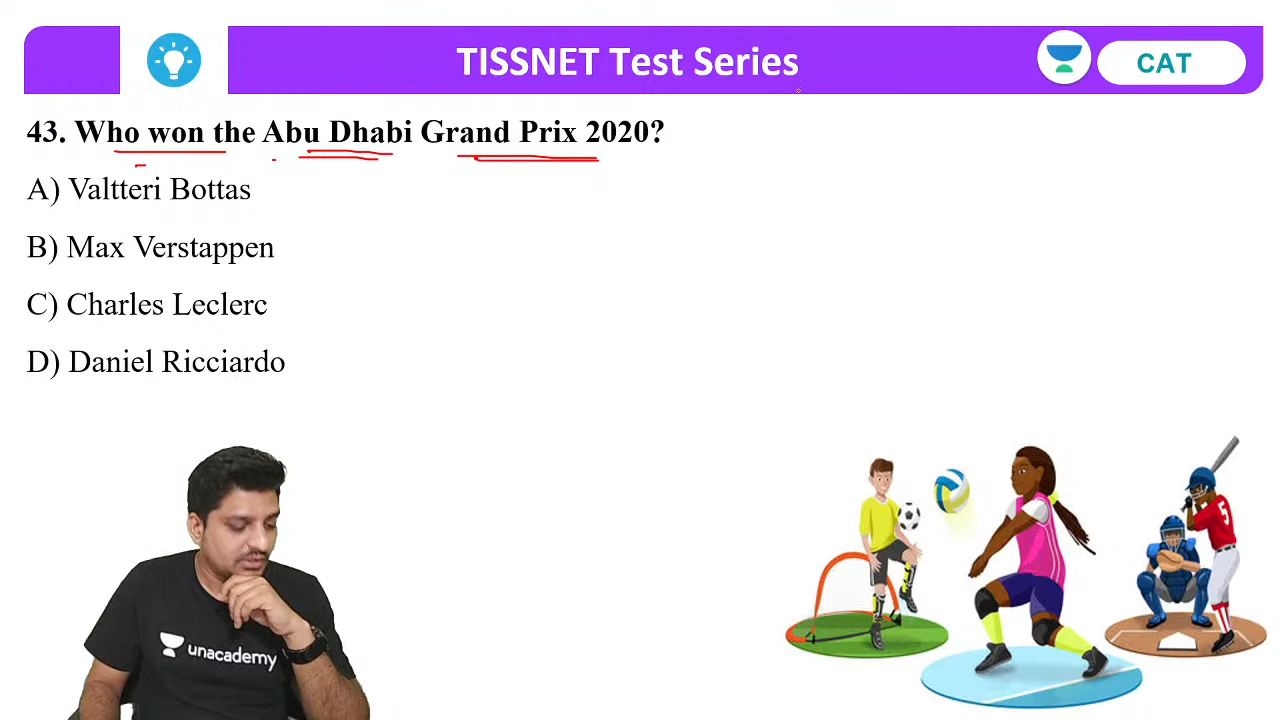 TISSNET Test Series
CAT
43. Who won the Abu Dhabi Grand Prix 2020?
A) Valtteri Bottas
B) Max Verstappen
C) Charles Leclerc
D) Daniel Ricciardo
unacademy
5